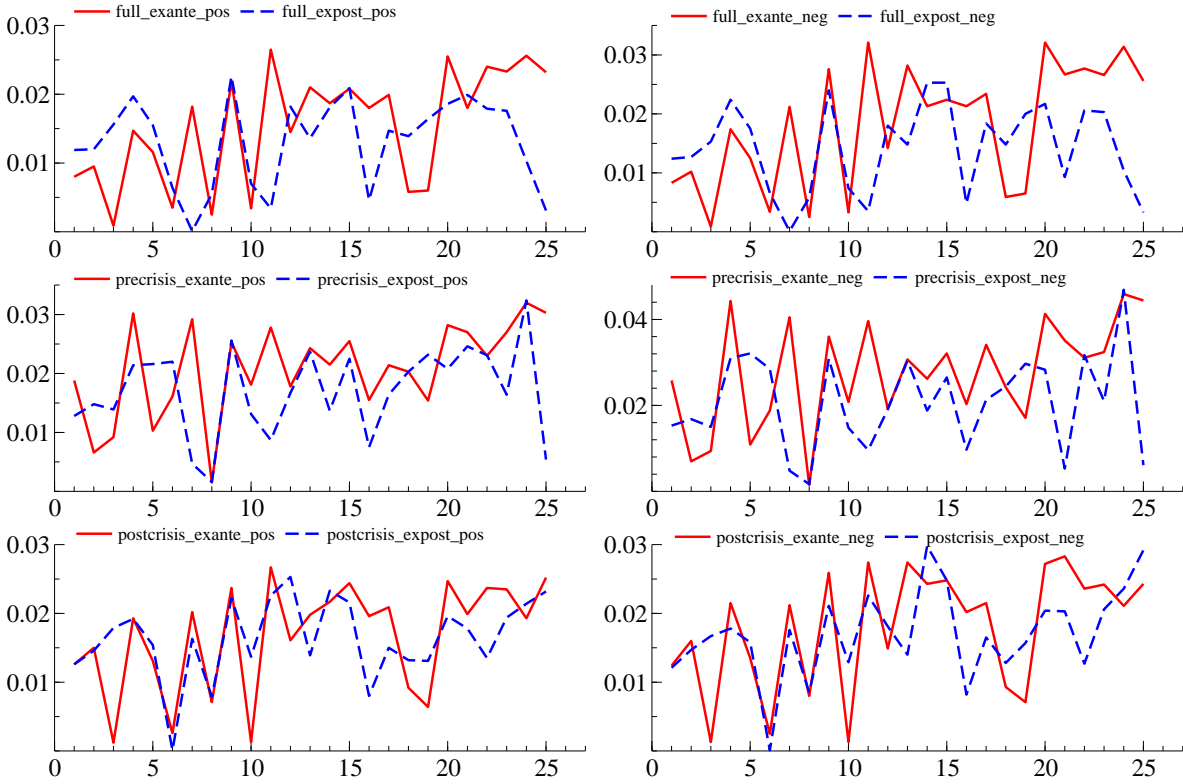 full_exante_pos full_expost_pos
0.03
0.02
0.01
0 5 10 15 20 25
full_exante_neg full_expost_neg
0.03
0.02
0.01
0 5 10 15 20 25
precrisis_exante_pos precrisis_expost_pos
0.03
0.02
0.01
0 5 10 15 20 25
precrisis_exante_neg precrisis_expost_neg
0.04
0.02
0 5 10 15 20 25
postcrisis_exante_pos postcrisis_expost_pos
0.03
0.02
0.01
0 5 10 15 20 25
postcrisis_exante_neg postcrisis_expost_neg
0.03
0.02
0.01
0 5 10 15 20 25